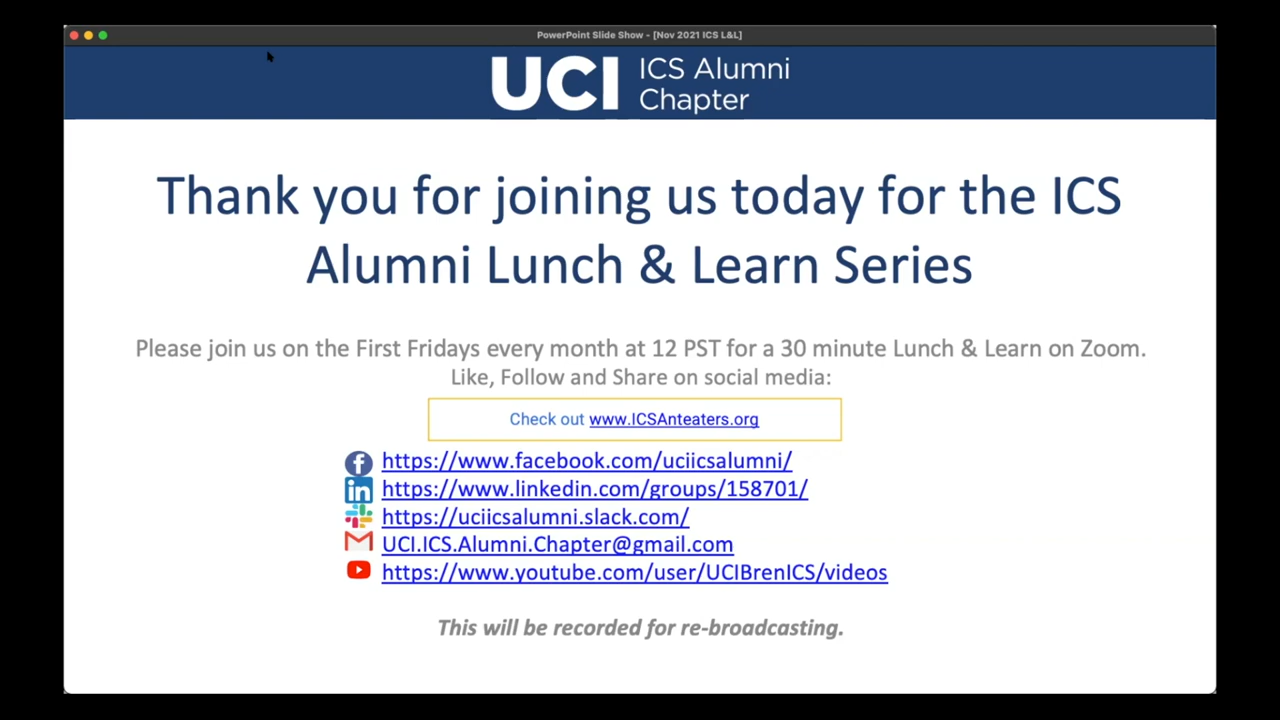 PowerPoint Slide Show - [Nov 2021 ICS L&L]
UCI ICS Alumni
Chapter
Thank you for joining us today for the ICS
Alumni Lunch & Learn Series
Please join us on the First Fridays every month at 12 PST for a 30 minute Lunch & Learn on Zoom.
Like, Follow and Share on social media:
Check out www.ICSAnteaters.org
https://www.facebook.com/uciicsalumni/
https://www.linkedin.com/groups/158701/
https://uciicsalumni.slack.com/
UCI.ICS.Alumni.Chapter@gmail.com
https://www.youtube.com/user/UCIBrenICS/videos
This will be recorded for re-broadcasting.